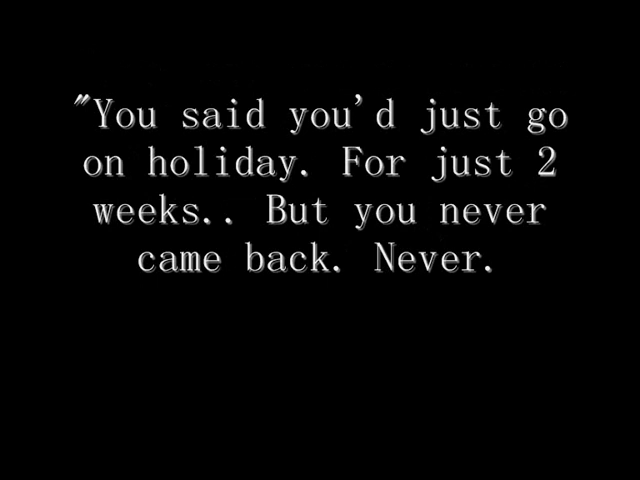 "You said you'd just go
on holiday. For just 2
weeks.. But you never
came back. Never.